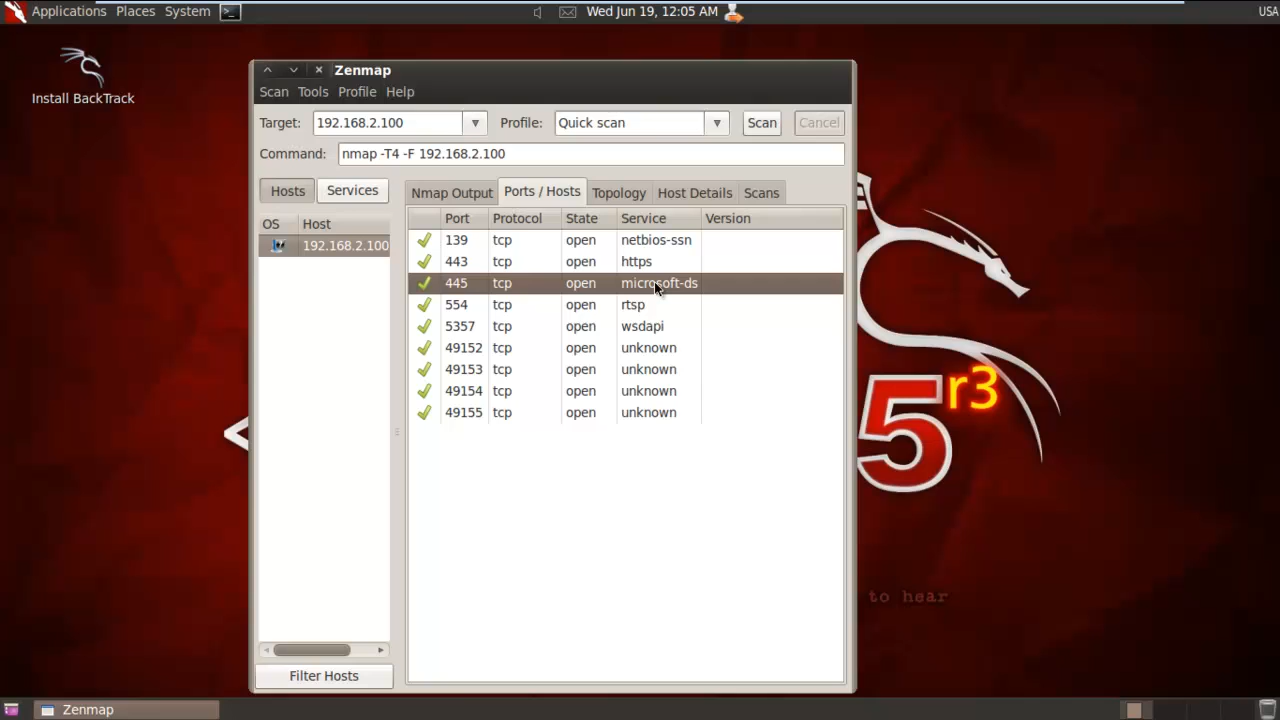 Applications Places System Wed Jun 19, 12:05 AM USA
Install BackTrack
Zenmap
Scan Tools Profile Help
Target: 192.168.2.100 Profile: Quick scan Scan Cancel
Command: nmap -T4 -F 192.168.2.100
Hosts Services Nmap Output Ports / Hosts Topology Host Details Scans
OS Host Port Protocol State Service Version
192.168.2.100 139 tcp open netbios-ssn
443 tcp open https
445 tcp open microsoft-ds
554 tcp open rtsp
5357 tcp open wsdapi
49152 tcp open unknown
49153 tcp open unknown
49154 tcp open unknown
49155 tcp open unknown
Filter Hosts
5 r3
to hear
Zenmap